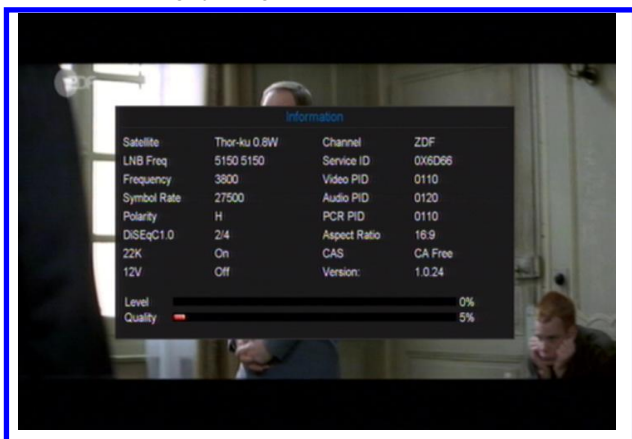 ZDF
Information
Satellite Thor-ku 0.8W Channel ZDF
LNB Freq 5150 5150 Service ID 0X6D66
Frequency 3800 Video PID 0110
Symbol Rate 27500 Audio PID 0120
Polarity H PCR PID 0110
DiSEqC1.0 2/4 Aspect Ratio 16:9
22K On CAS CA Free
12V Off Version: 1.0.24
Level 0%
Quality 5%